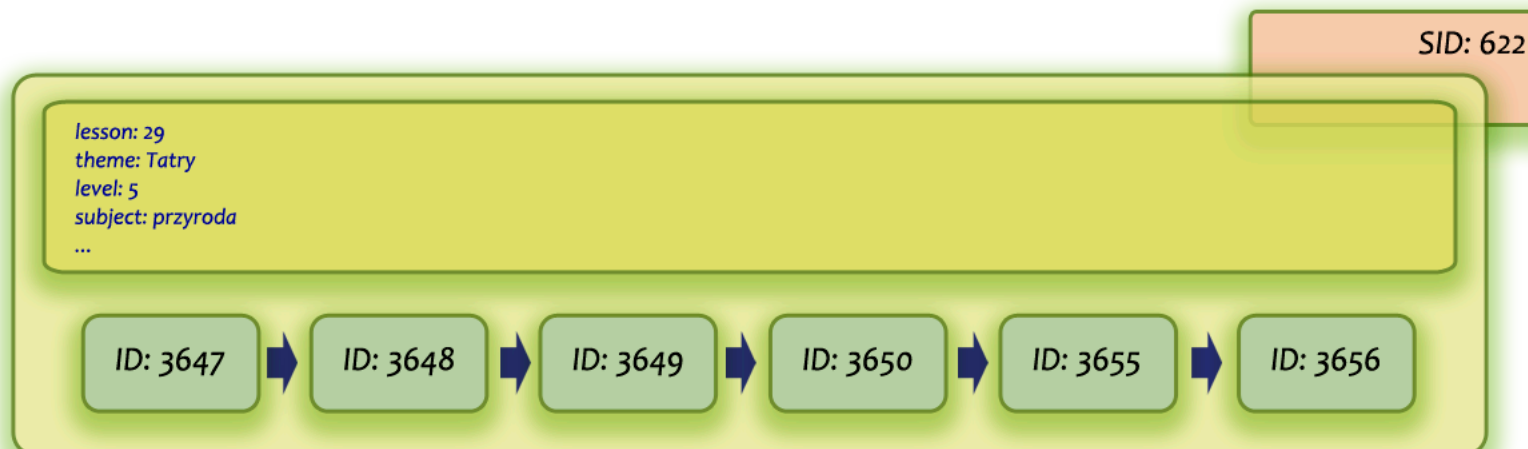 SID: 622
lesson: 29
theme: Tatry
level: 5
subject: przyroda
...
ID: 3647
ID: 3648
ID: 3649
ID: 3650
ID: 3655
ID: 3656